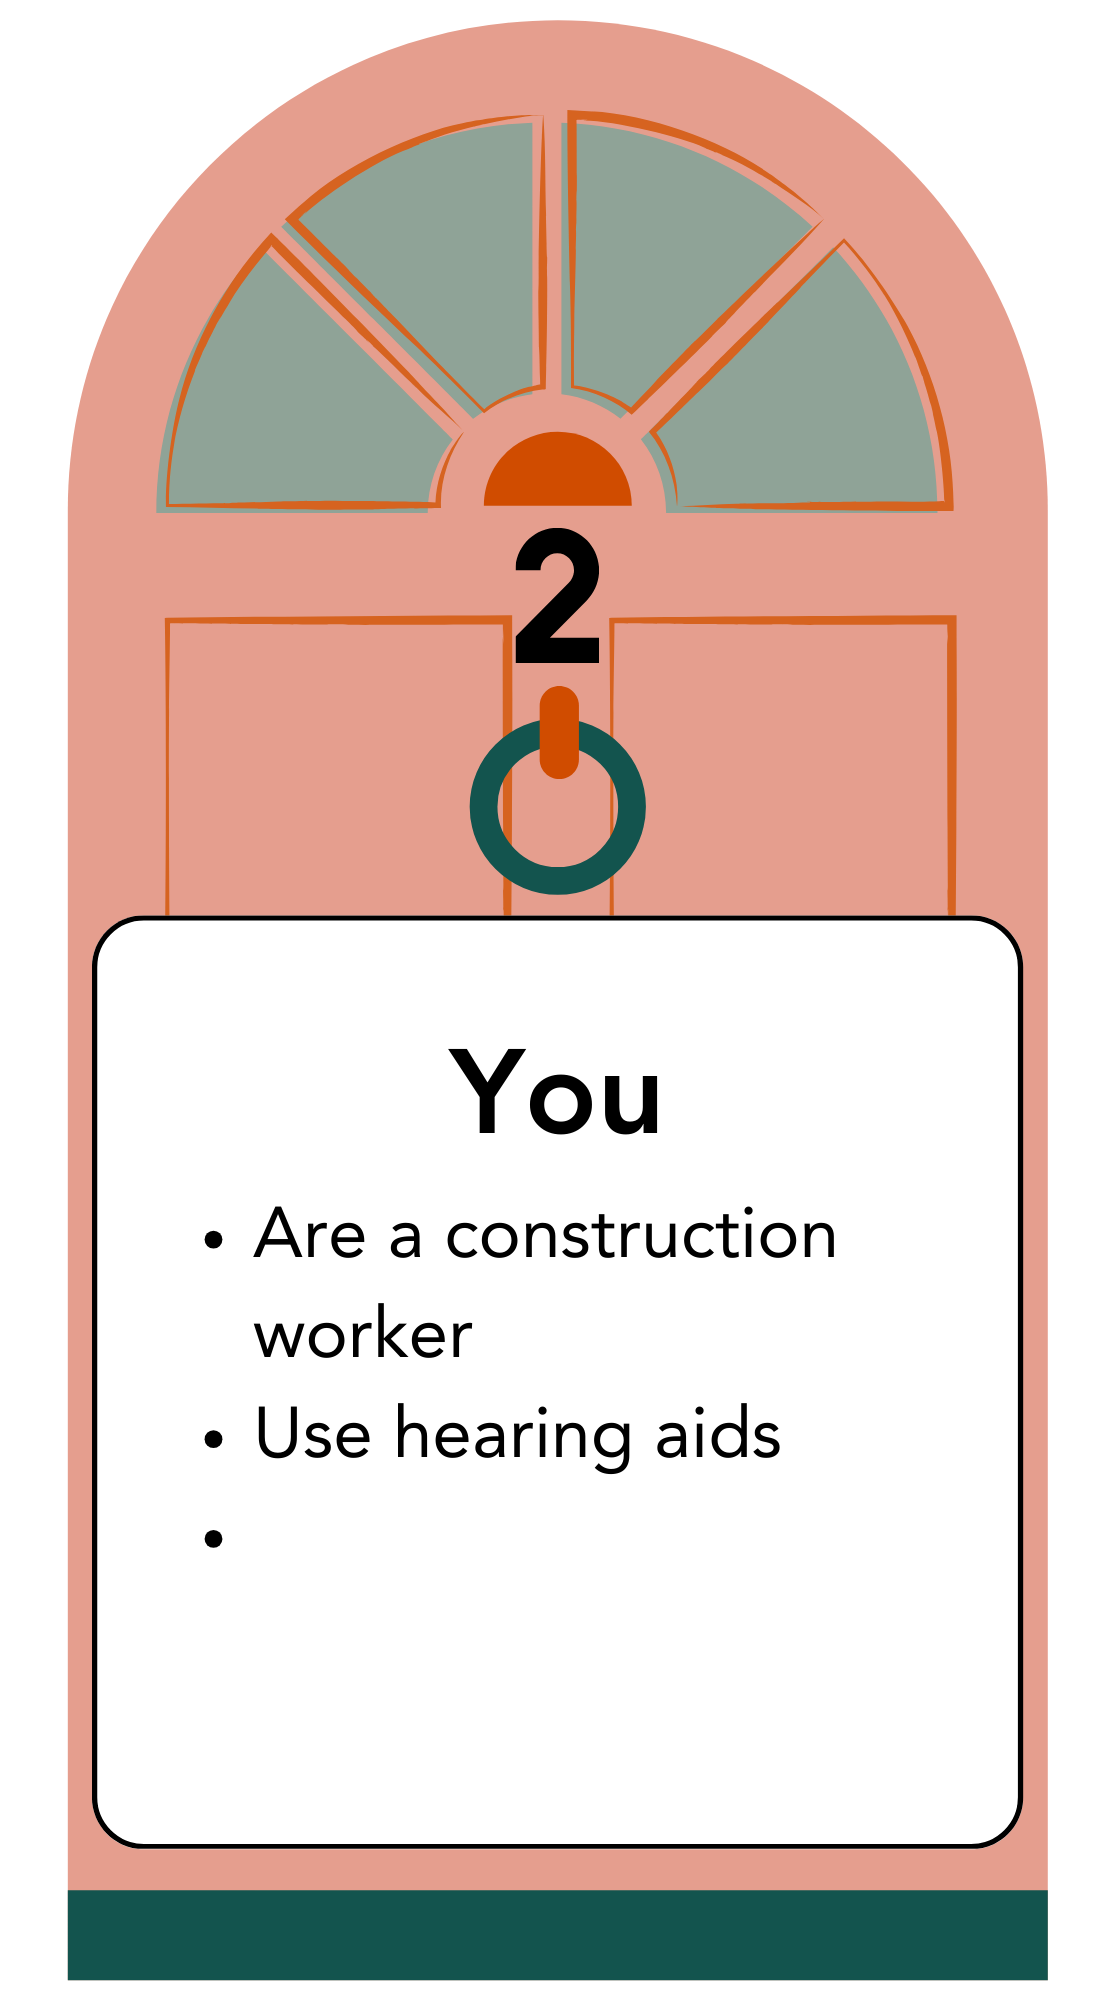 2
You
• Are a construction
worker
• Use hearing aids
•